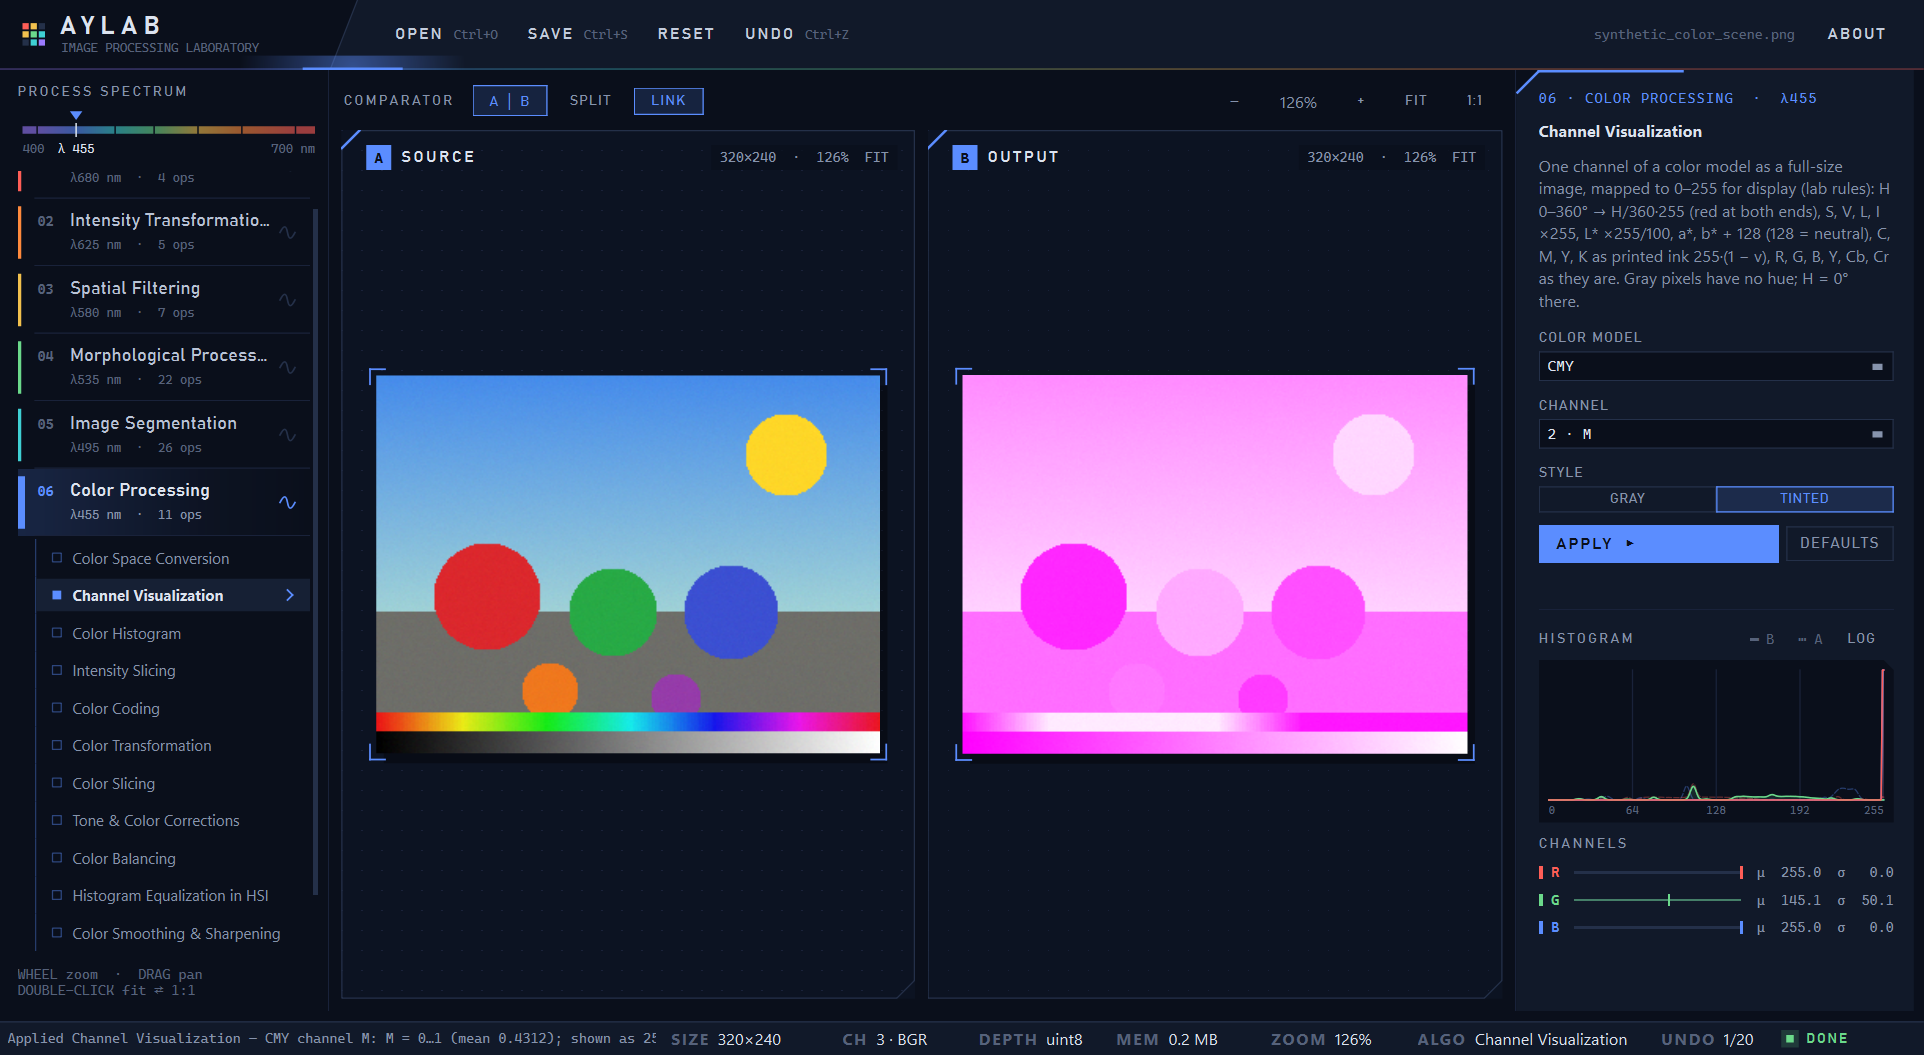 AYLAB
IMAGE PROCESSING LABORATORY
OPEN Ctrl+O SAVE Ctrl+S RESET UNDO Ctrl+Z
synthetic_color_scene.png ABOUT
PROCESS SPECTRUM
400 λ 455 700 nm
λ680 nm · 4 ops
02 Intensity Transformatio…
λ625 nm · 5 ops
03 Spatial Filtering
λ580 nm · 7 ops
04 Morphological Process…
λ535 nm · 22 ops
05 Image Segmentation
λ495 nm · 26 ops
06 Color Processing
λ455 nm · 11 ops
Color Space Conversion
Channel Visualization
Color Histogram
Intensity Slicing
Color Coding
Color Transformation
Color Slicing
Tone & Color Corrections
Color Balancing
Histogram Equalization in HSI
Color Smoothing & Sharpening
WHEEL zoom · DRAG pan
DOUBLE-CLICK fit ⇄ 1:1
COMPARATOR A | B SPLIT LINK
– 126% + FIT 1:1
A SOURCE 320×240 · 126% FIT
B OUTPUT 320×240 · 126% FIT
06 · COLOR PROCESSING · λ455
Channel Visualization
One channel of a color model as a full-size
image, mapped to 0–255 for display (lab rules): H
0–360° → H/360·255 (red at both ends), S, V, L, I
×255, L* ×255/100, a*, b* + 128 (128 = neutral), C,
M, Y, K as printed ink 255·(1 − v), R, G, B, Y, Cb, Cr
as they are. Gray pixels have no hue; H = 0°
there.
COLOR MODEL
CMY
CHANNEL
2 · M
STYLE
GRAY TINTED
APPLY ▸ DEFAULTS
HISTOGRAM B A LOG
0 64 128 192 255
CHANNELS
R μ 255.0 σ 0.0
G μ 145.1 σ 50.1
B μ 255.0 σ 0.0
Applied Channel Visualization — CMY channel M: M = 0…1 (mean 0.4312); shown as 25
SIZE 320×240 CH 3 · BGR DEPTH uint8 MEM 0.2 MB ZOOM 126% ALGO Channel Visualization UNDO 1/20 DONE